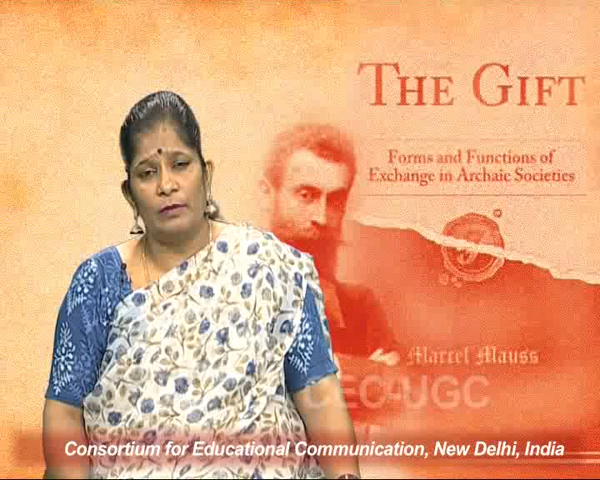 THE GIFT
Forms and Functions of
Exchange in Archaic Societies
Marcel Mauss
CEC-UGC
Consortium for Educational Communication, New Delhi, India